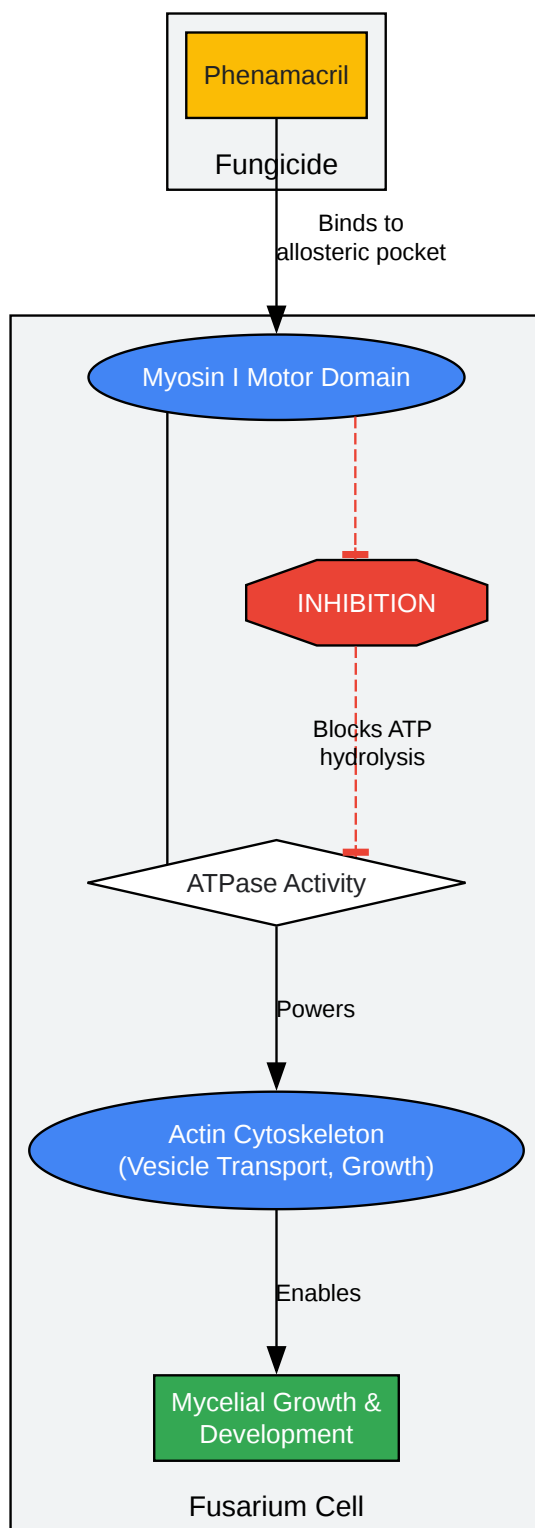 Phenamacril
Fungicide
Binds to
allosteric pocket
Myosin I Motor Domain
INHIBITION
Blocks ATP
hydrolysis
ATPase Activity
Powers
Actin Cytoskeleton
(Vesicle Transport, Growth)
Enables
Mycelial Growth &
Development
Fusarium Cell